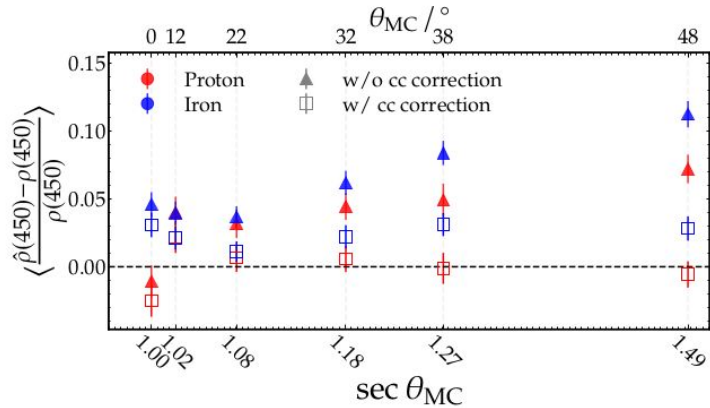 θMC / °
0 12 22 32 38 48
0.15
0.10
0.05
0.00
⟨ρ̂(450)−ρ(450) / ρ(450)⟩
Proton
Iron
w/o cc correction
w/ cc correction
1.00 1.02 1.08 1.18 1.27 1.49
sec θMC